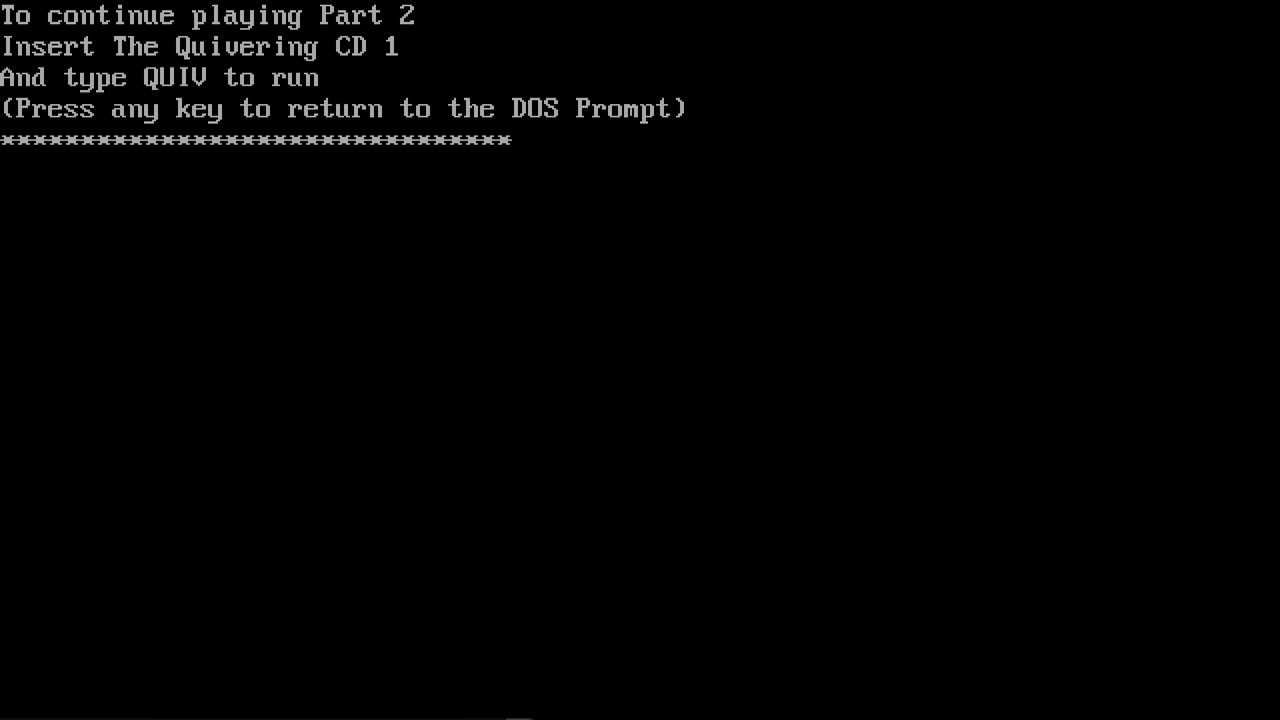 To continue playing Part 2
Insert The Quivering CD 1
And type QUIV to run
(Press any key to return to the DOS Prompt)
********************************